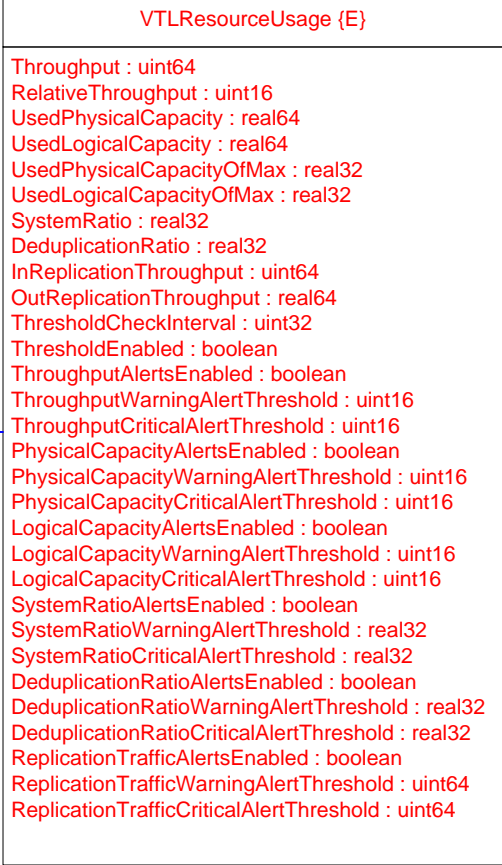 VTLResourceUsage {E}
Throughput : uint64
RelativeThroughput : uint16
UsedPhysicalCapacity : real64
UsedLogicalCapacity : real64
UsedPhysicalCapacityOfMax : real32
UsedLogicalCapacityOfMax : real32
SystemRatio : real32
DeduplicationRatio : real32
InReplicationThroughput : uint64
OutReplicationThroughput : real64
ThresholdCheckInterval : uint32
ThresholdEnabled : boolean
ThroughputAlertsEnabled : boolean
ThroughputWarningAlertThreshold : uint16
ThroughputCriticalAlertThreshold : uint16
PhysicalCapacityAlertsEnabled : boolean
PhysicalCapacityWarningAlertThreshold : uint16
PhysicalCapacityCriticalAlertThreshold : uint16
LogicalCapacityAlertsEnabled : boolean
LogicalCapacityWarningAlertThreshold : uint16
LogicalCapacityCriticalAlertThreshold : uint16
SystemRatioAlertsEnabled : boolean
SystemRatioWarningAlertThreshold : real32
SystemRatioCriticalAlertThreshold : real32
DeduplicationRatioAlertsEnabled : boolean
DeduplicationRatioWarningAlertThreshold : real32
DeduplicationRatioCriticalAlertThreshold : real32
ReplicationTrafficAlertsEnabled : boolean
ReplicationTrafficWarningAlertThreshold : uint64
ReplicationTrafficCriticalAlertThreshold : uint64